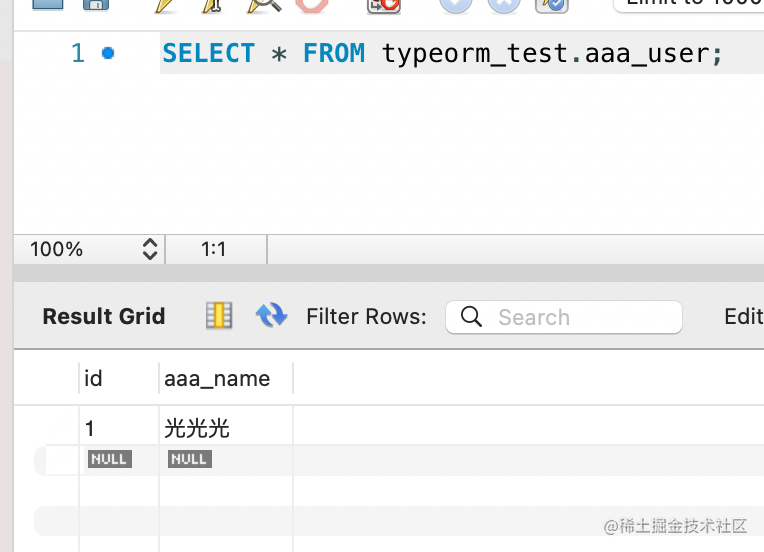 Limit to 1000
1 SELECT * FROM typeorm_test.aaa_user;
100% 1:1
Result Grid Filter Rows: Search Edit
id aaa_name
1 光光光
NULL NULL
@稀土掘金技术社区